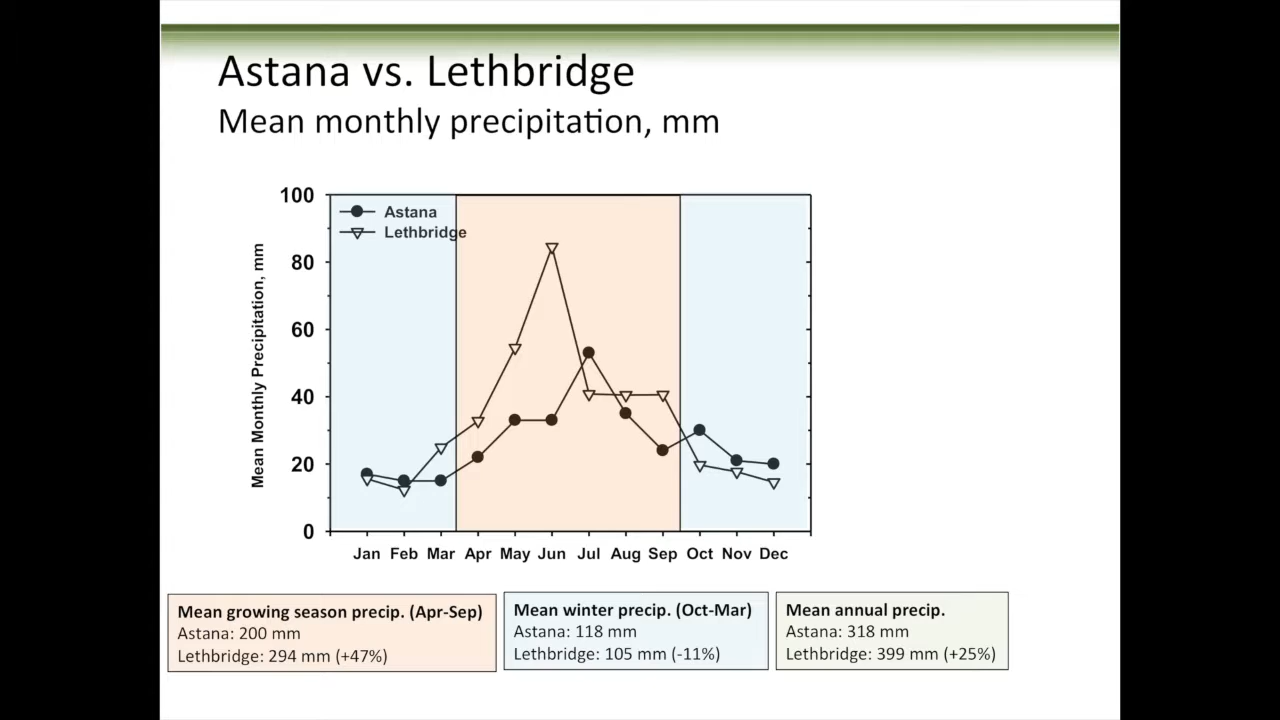 Astana vs. Lethbridge
Mean monthly precipitation, mm
Mean Monthly Precipitation, mm
100
80
60
40
20
0
Astana
Lethbridge
Jan Feb Mar Apr May Jun Jul Aug Sep Oct Nov Dec
Mean growing season precip. (Apr-Sep)
Astana: 200 mm
Lethbridge: 294 mm (+47%)
Mean winter precip. (Oct-Mar)
Astana: 118 mm
Lethbridge: 105 mm (-11%)
Mean annual precip.
Astana: 318 mm
Lethbridge: 399 mm (+25%)